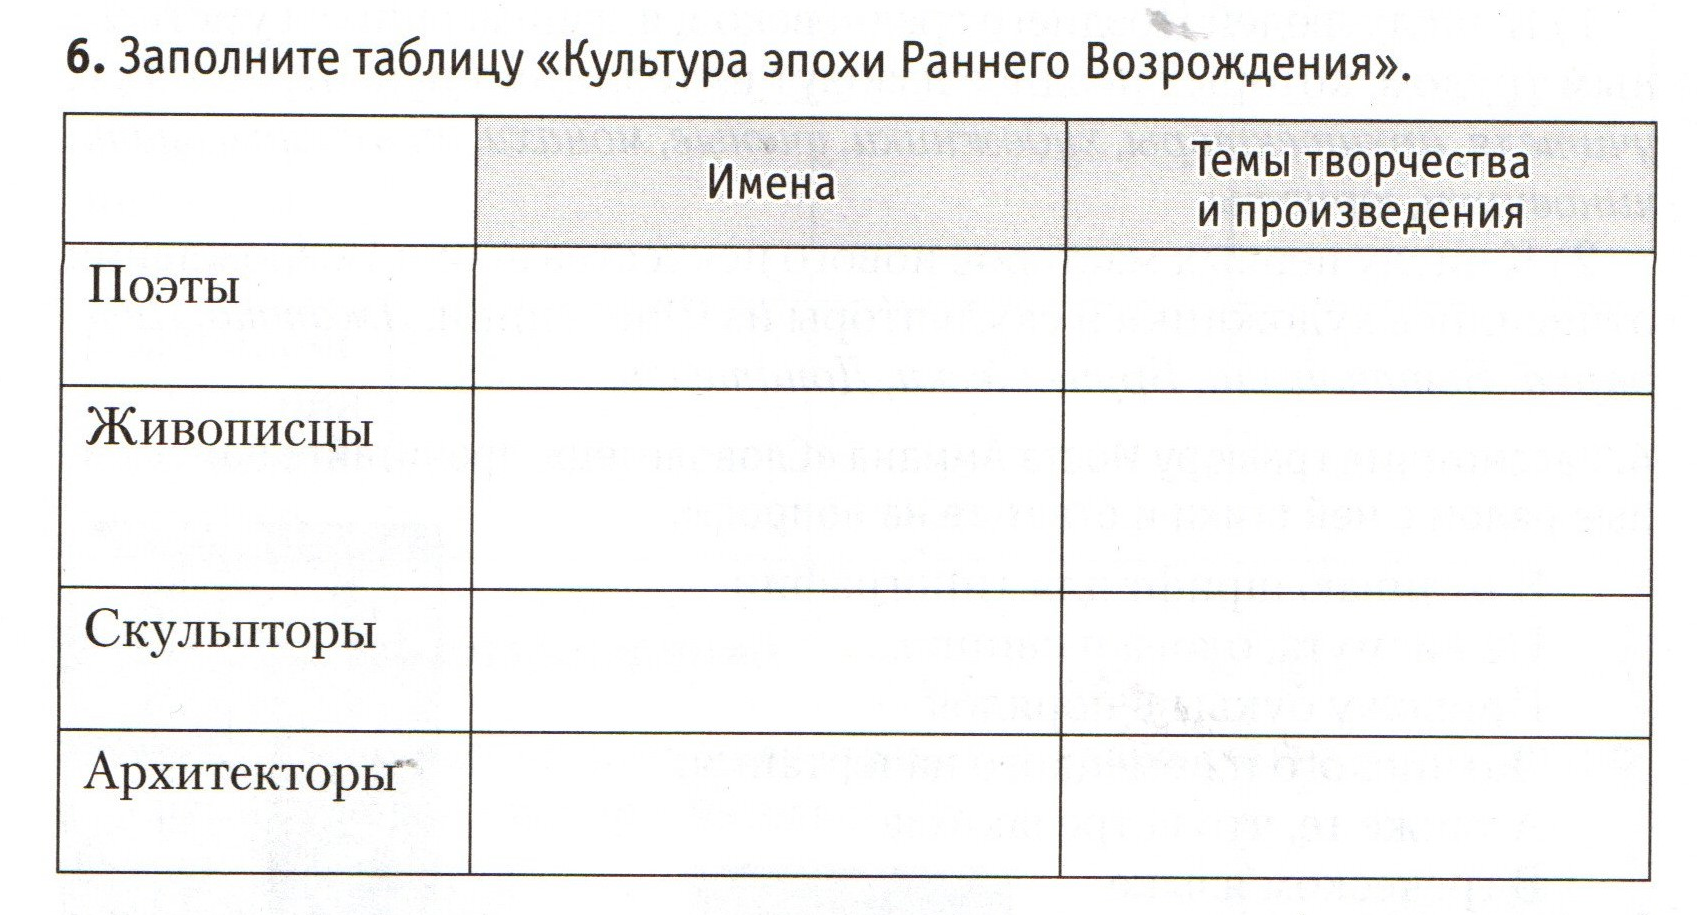 6. Заполните таблицу «Культура эпохи Раннего Возрождения».
Имена
Темы творчества
и произведения
Поэты
Живописцы
Скульпторы
Архитекторы